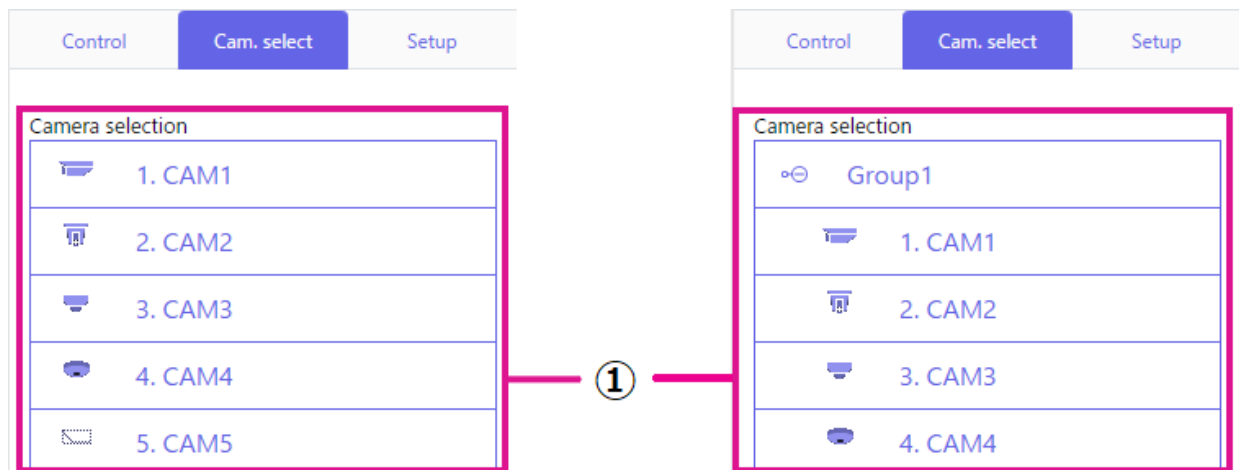 Control Cam. select Setup
Camera selection
1. CAM1
2. CAM2
3. CAM3
4. CAM4
5. CAM5
①
Control Cam. select Setup
Camera selection
Group1
1. CAM1
2. CAM2
3. CAM3
4. CAM4